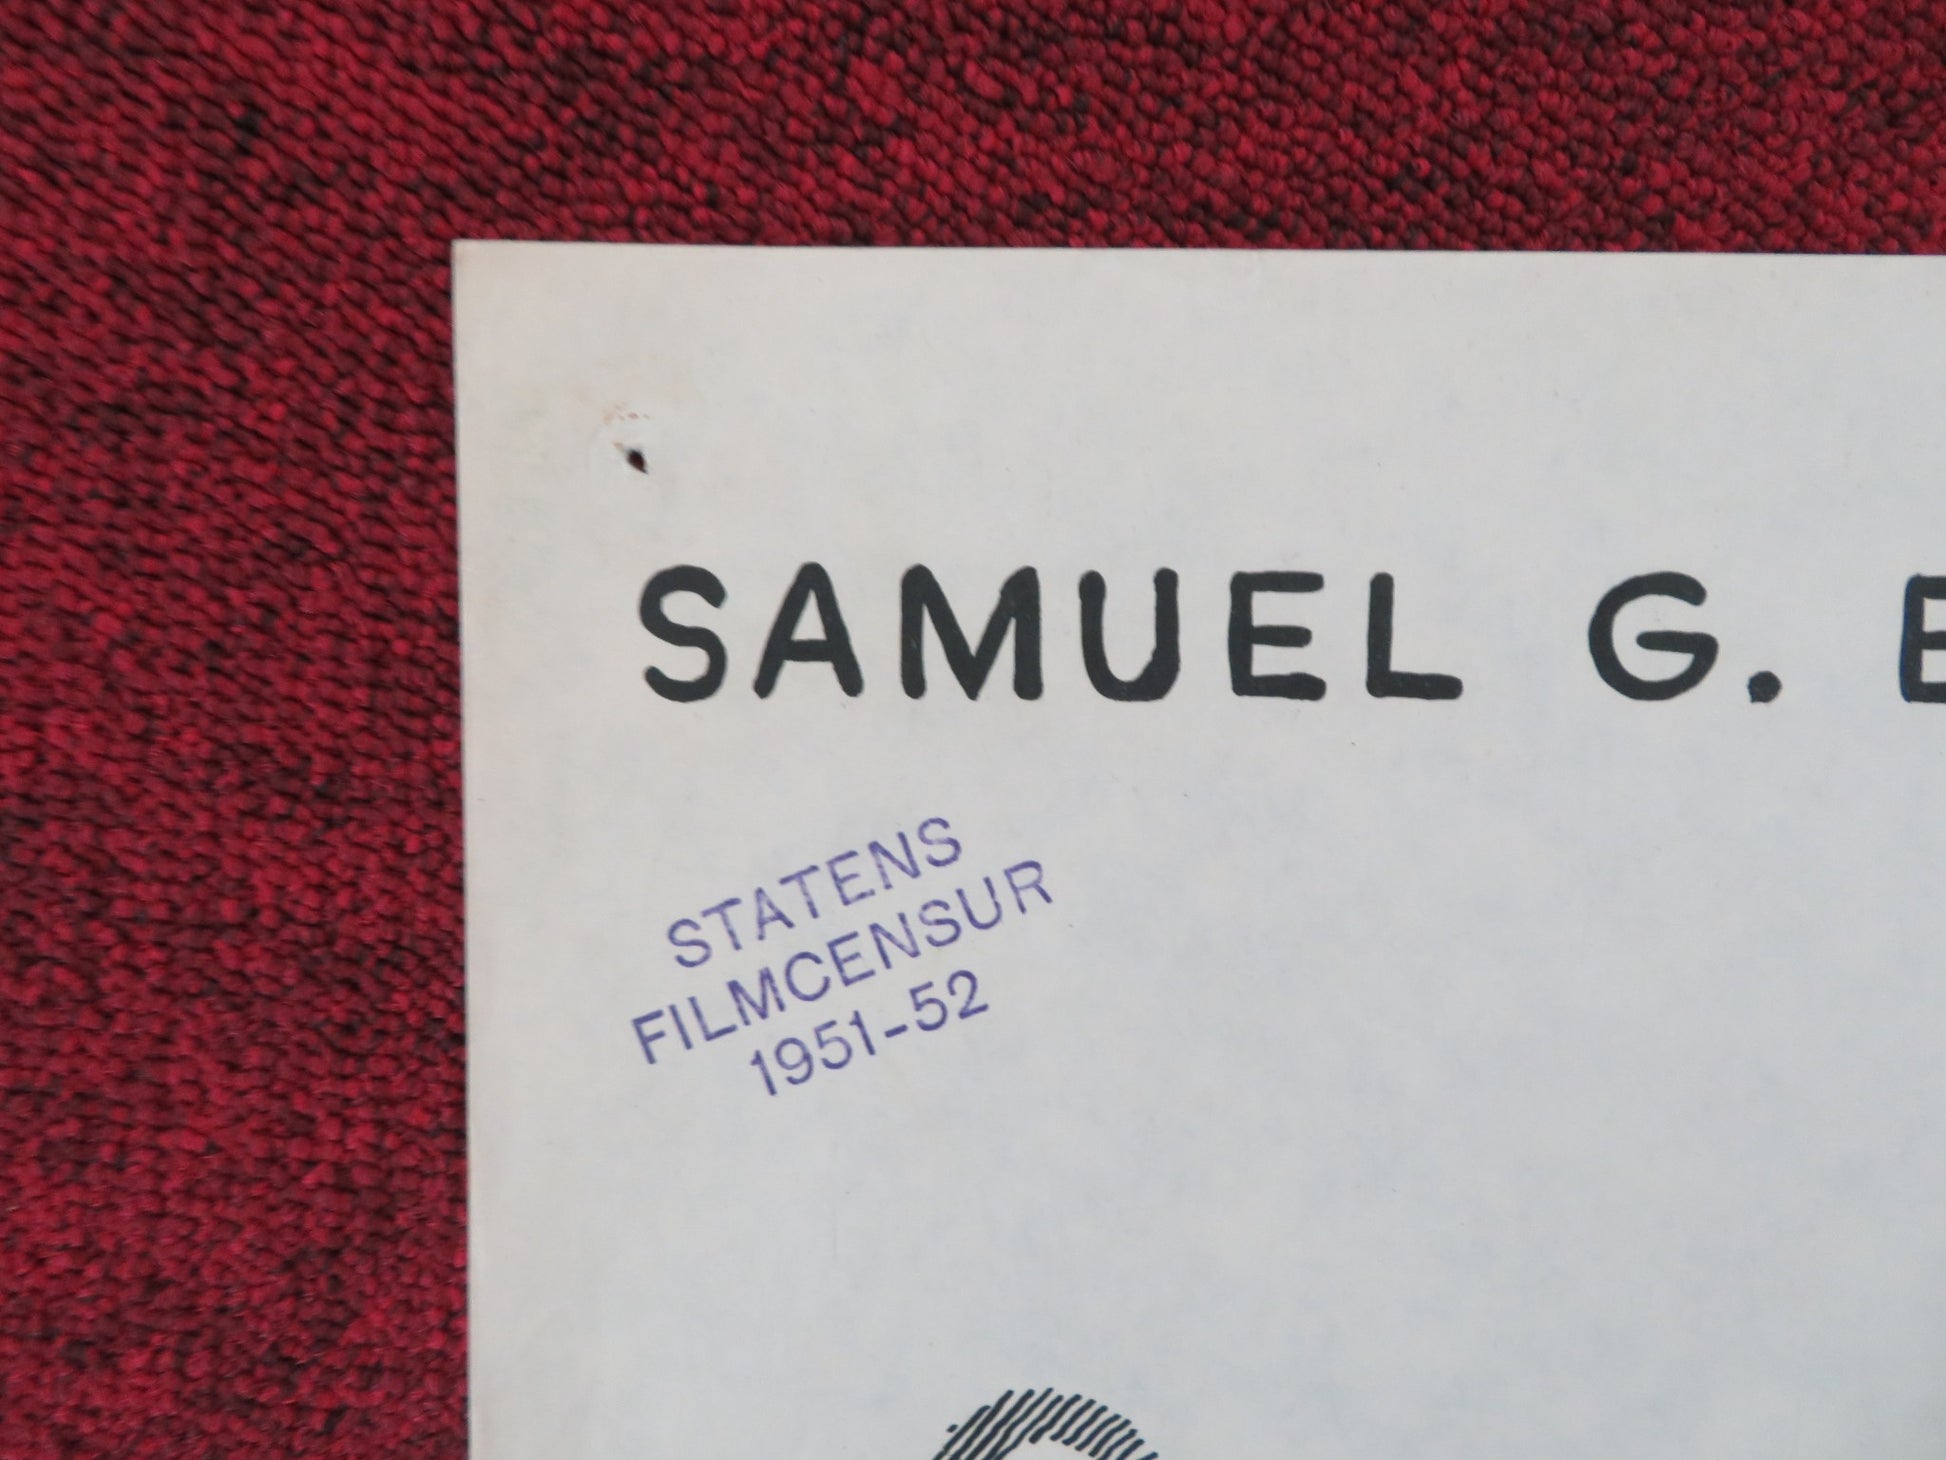 SAMUEL G.
STATENS
FILMCENSUR
1951-52